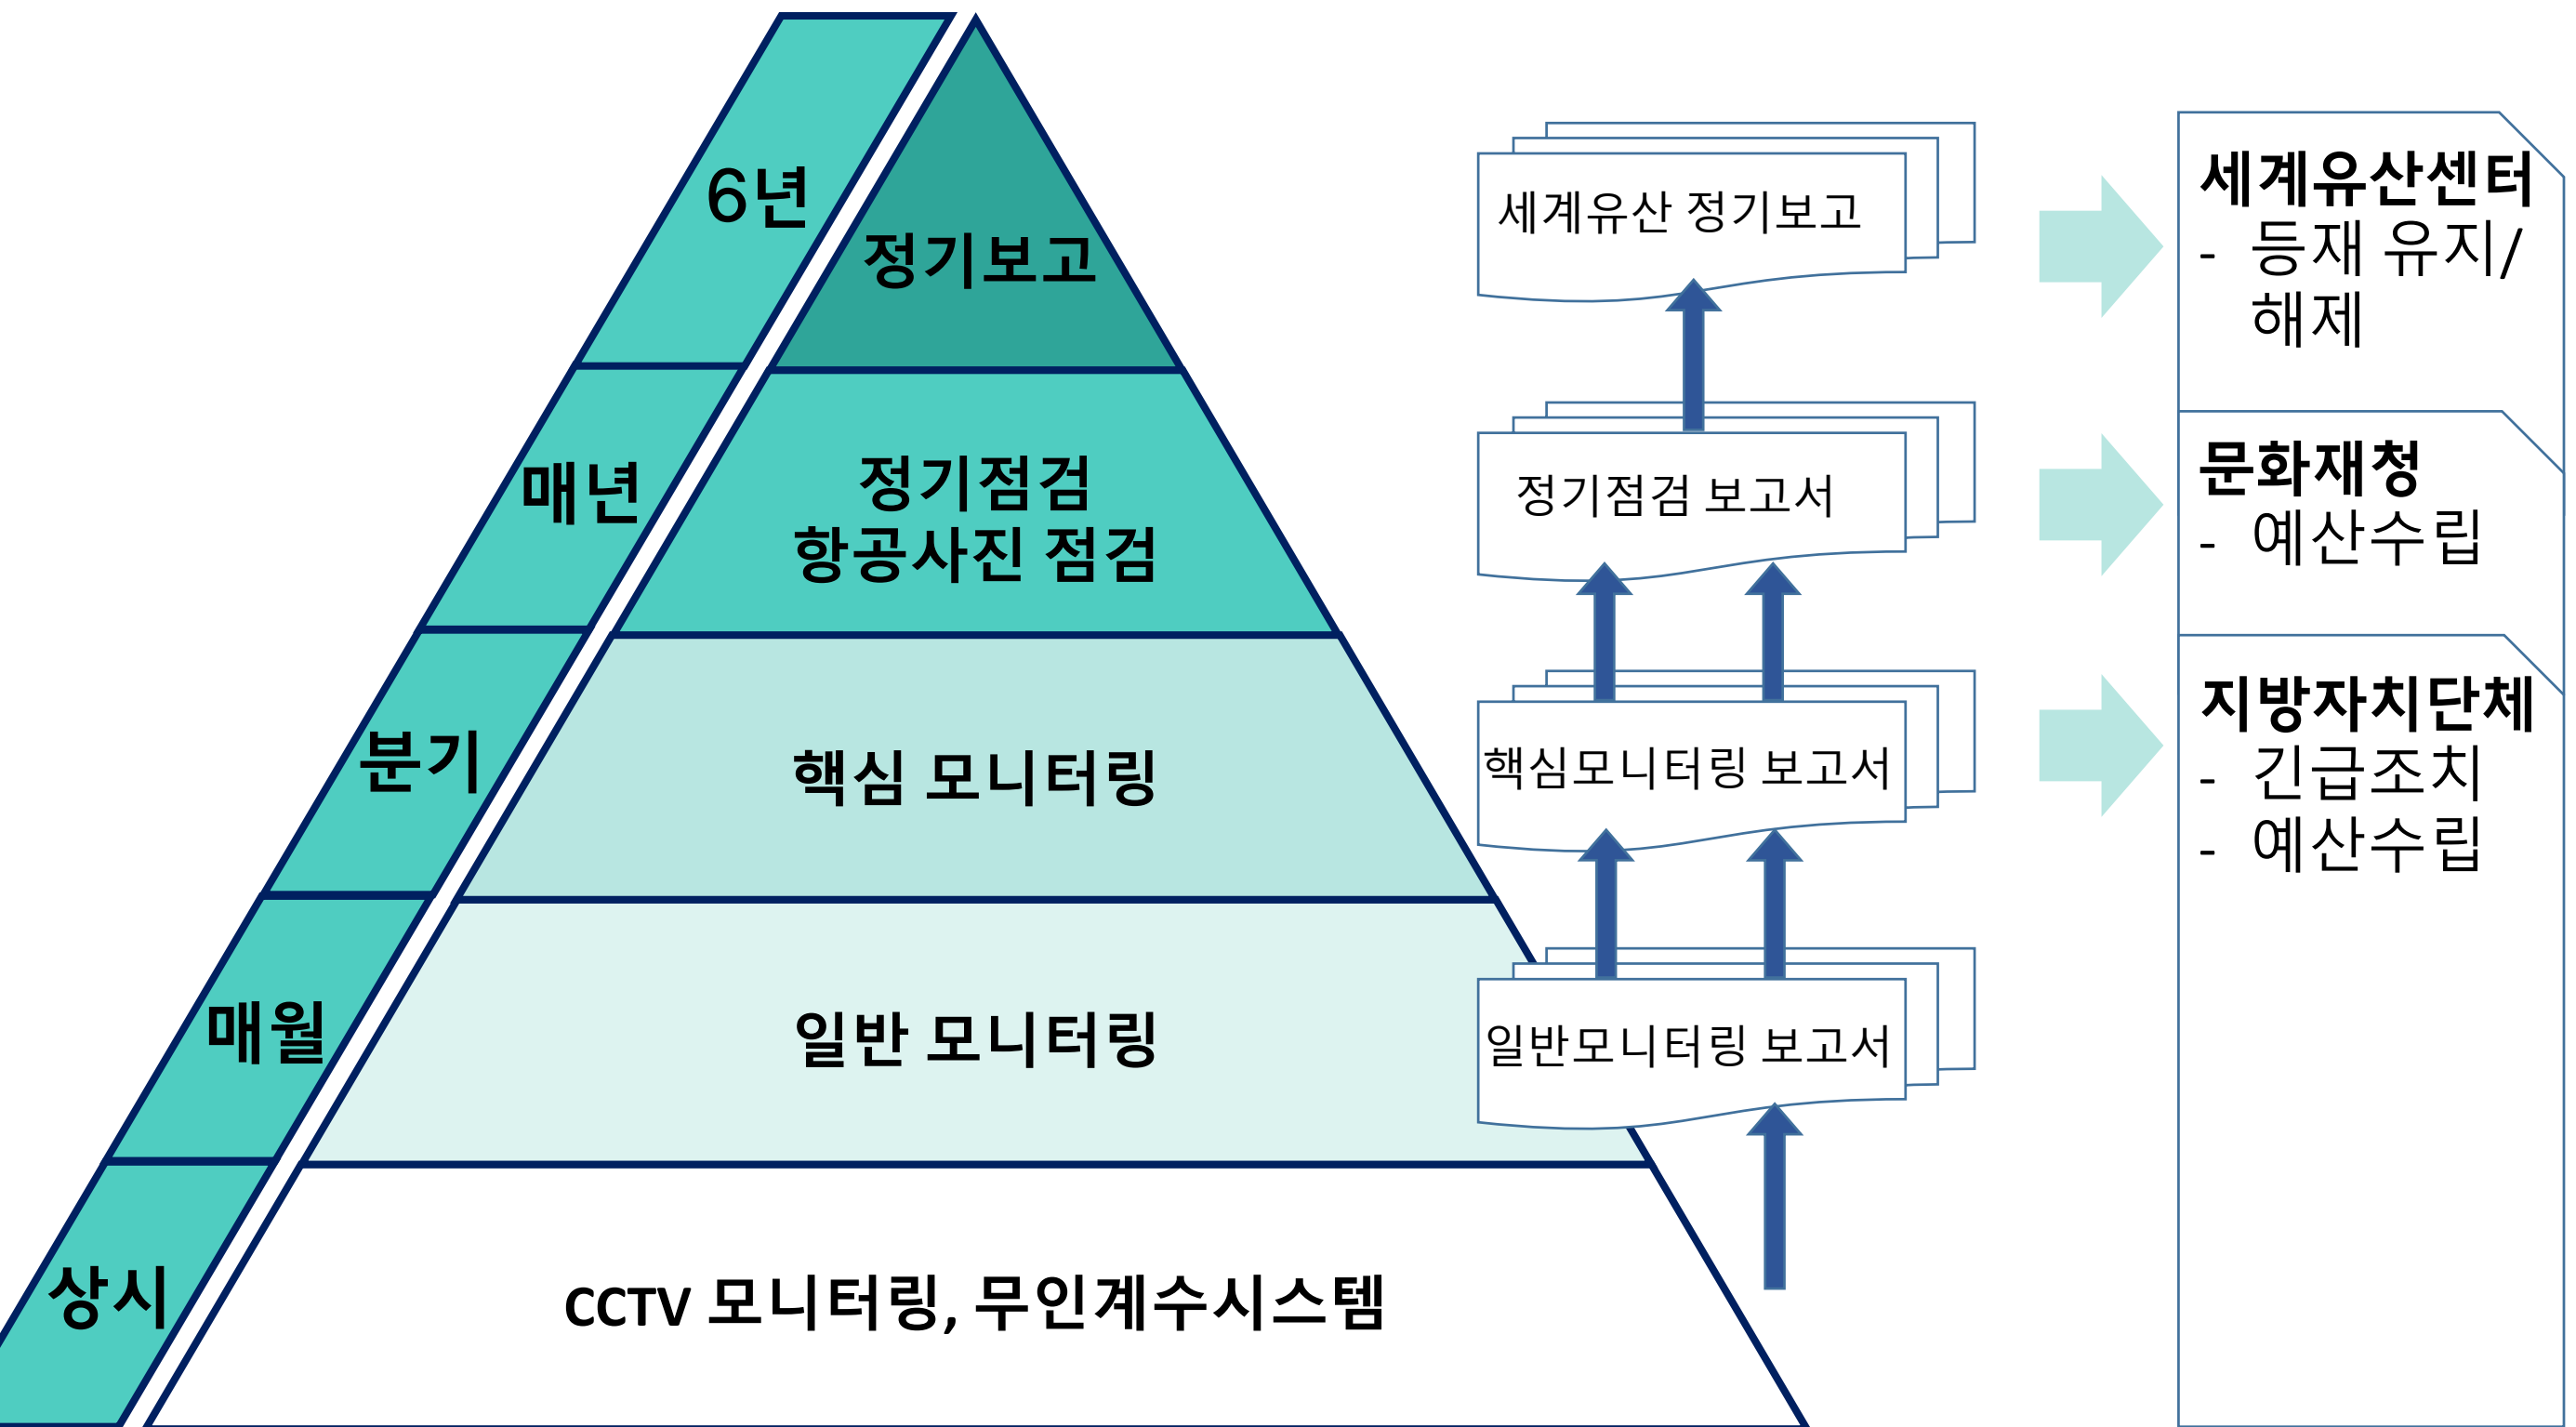 6년
정기보고
매년
정기점검
항공사진 점검
분기
핵심 모니터링
매월
일반 모니터링
상시
CCTV 모니터링, 무인계수시스템
세계유산 정기보고
정기점검 보고서
핵심모니터링 보고서
일반모니터링 보고서
세계유산센터
- 등재 유지/
해제
문화재청
- 예산수립
지방자치단체
- 긴급조치
- 예산수립